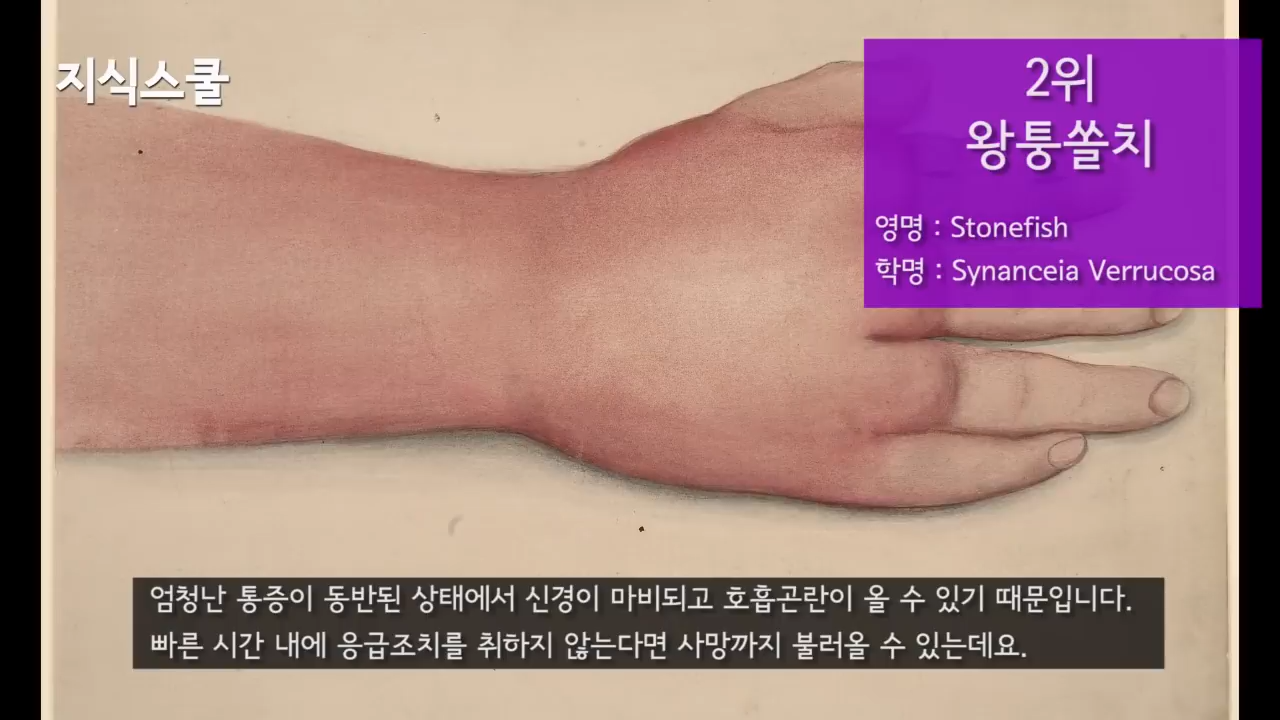 지식스쿨
2위
왕퉁쏠치
영명 : Stonefish
학명 : Synanceia Verrucosa
엄청난 통증이 동반된 상태에서 신경이 마비되고 호흡곤란이 올 수 있기 때문입니다.
빠른 시간 내에 응급조치를 취하지 않는다면 사망까지 불러올 수 있는데요.